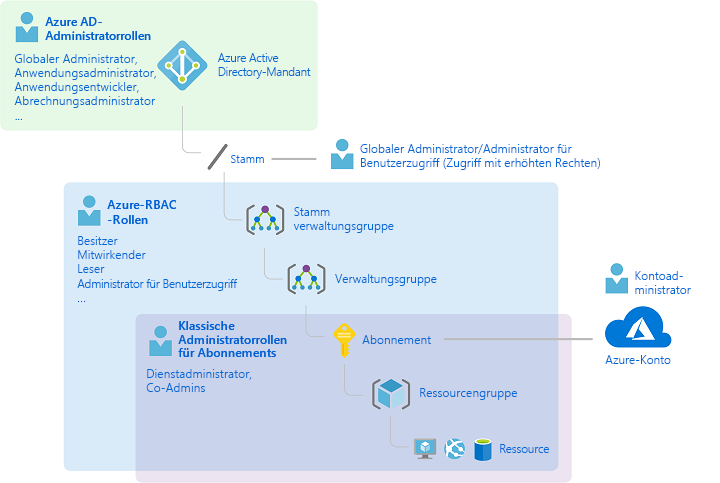 Azure AD-
Administratorrollen
Globaler Administrator,
Anwendungsadministrator,
Anwendungsentwickler,
Abrechnungsadministrator
...
Azure Active
Directory-Mandant
Stamm
Globaler Administrator/Administrator für
Benutzerzugriff (Zugriff mit erhöhten Rechten)
Azure-RBAC
-Rollen
Besitzer
Mitwirkender
Leser
Administrator für Benutzerzugriff
...
Stamm
verwaltungsgruppe
Verwaltungsgruppe
Kontoad-
ministrator
Azure-Konto
Klassische
Administratorrollen
für Abonnements
Dienstadministrator,
Co-Admins
Abonnement
Ressourcengruppe
Ressource